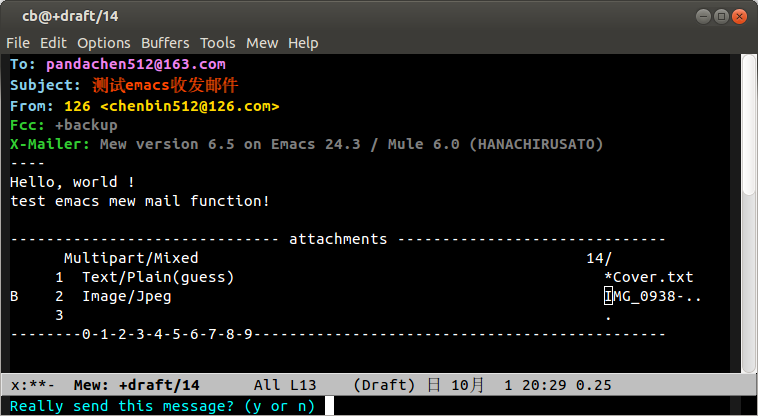 cb@+draft/14
File Edit Options Buffers Tools Mew Help
To: pandachen512@163.com
Subject: 测试emacs收发邮件
From: 126 <chenbin512@126.com>
Fcc: +backup
X-Mailer: Mew version 6.5 on Emacs 24.3 / Mule 6.0 (HANACHIRUSATO)
----
Hello, world !
test emacs mew mail function!
------------------------------ attachments ------------------------------
Multipart/Mixed 14/
1 Text/Plain(guess) *Cover.txt
B 2 Image/Jpeg IMG_0938-..
3 .
--------0-1-2-3-4-5-6-7-8-9----------------------------------------------
x:**- Mew: +draft/14 All L13 (Draft) 日 10月 1 20:29 0.25
Really send this message? (y or n)